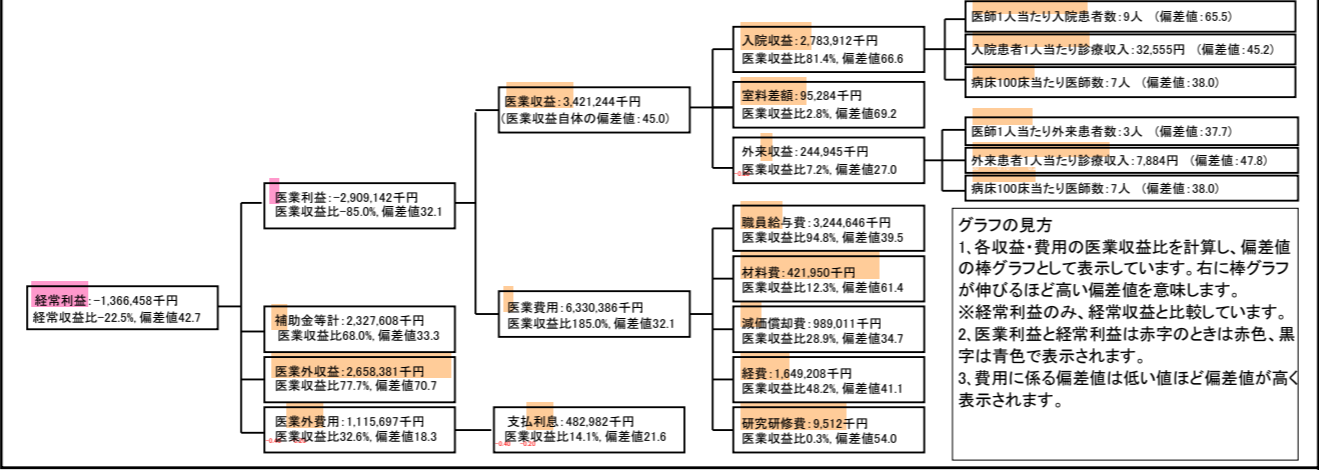 経常利益:-1,366,458千円
経常収益比-22.5%, 偏差値42.7
医業利益:-2,909,142千円
医業収益比-85.0%, 偏差値32.1
補助金等計:2,327,608千円
医業収益比68.0%, 偏差値33.3
医業外収益:2,658,381千円
医業収益比77.7%, 偏差値70.7
医業外費用:1,115,697千円
医業収益比32.6%, 偏差値18.3
医業収益:3,421,244千円
(医業収益自体の偏差値:45.0)
医業費用:6,330,386千円
医業収益比185.0%, 偏差値32.1
支払利息:482,982千円
医業収益比14.1%, 偏差値21.6
-0.40 -0.20
入院収益:2,783,912千円
医業収益比81.4%, 偏差値66.6
室料差額:95,284千円
医業収益比2.8%, 偏差値69.2
外来収益:244,945千円
医業収益比7.2%, 偏差値27.0
職員給与費:3,244,646千円
医業収益比94.8%, 偏差値39.5
材料費:421,950千円
医業収益比12.3%, 偏差値61.4
減価償却費:989,011千円
医業収益比28.9%, 偏差値34.7
経費:1,649,208千円
医業収益比48.2%, 偏差値41.1
研究研修費:9,512千円
医業収益比0.3%, 偏差値54.0
医師1人当たり入院患者数:9人 (偏差値:65.5)
入院患者1人当たり診療収入:32,555円 (偏差値:45.2)
病床100床当たり医師数:7人 (偏差値:38.0)
医師1人当たり外来患者数:3人 (偏差値:37.7)
外来患者1人当たり診療収入:7,884円 (偏差値:47.8)
病床100床当たり医師数:7人 (偏差値:38.0)
グラフの見方
1、各収益・費用の医業収益比を計算し、偏差値
の棒グラフとして表示しています。右に棒グラフ
が伸びるほど高い偏差値を意味します。
※経常利益のみ、経常収益と比較しています。
2、医業利益と経常利益は赤字のときは赤色、黒
字は青色で表示されます。
3、費用に係る偏差値は低い値ほど偏差値が高く
表示されます。